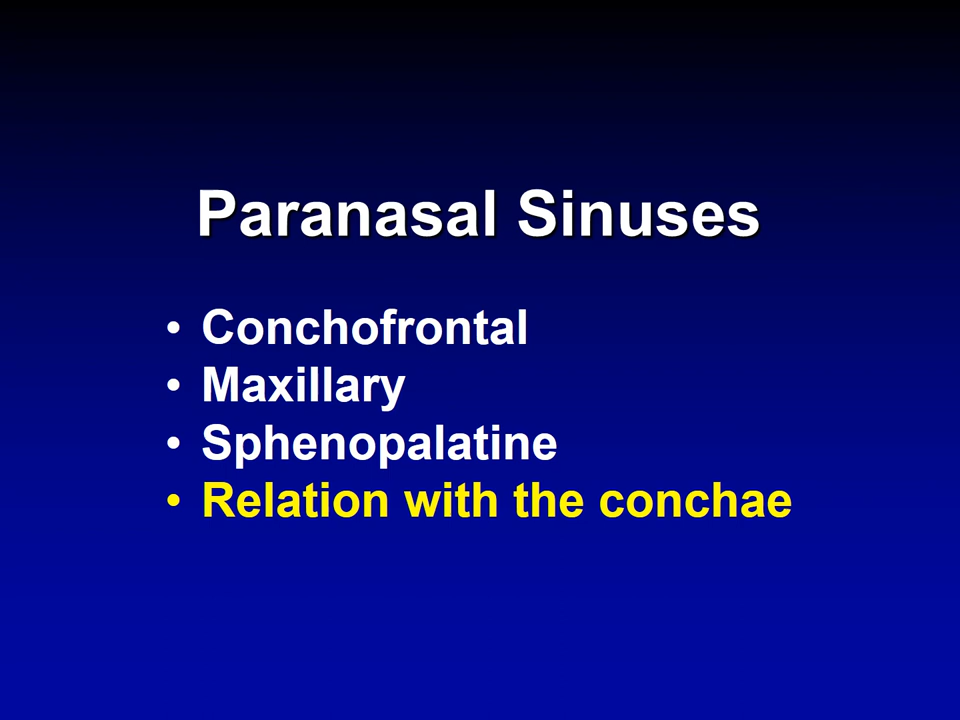 Paranasal Sinuses
• Conchofrontal
• Maxillary
• Sphenopalatine
• Relation with the conchae